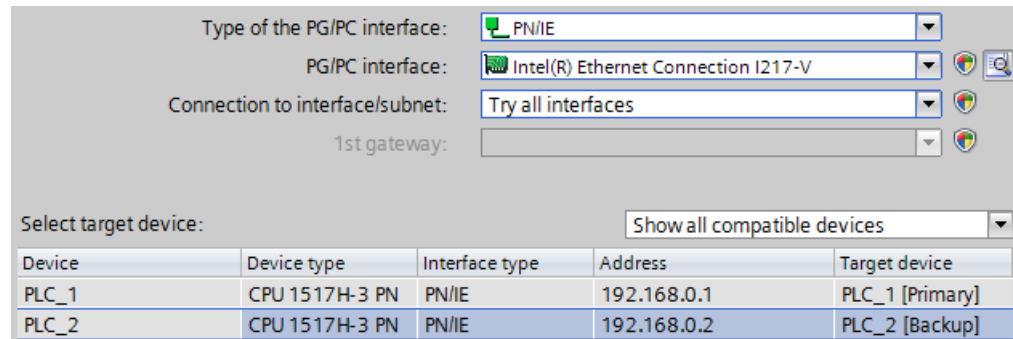 Type of the PG/PC interface: PN/IE
PG/PC interface: Intel(R) Ethernet Connection I217-V
Connection to interface/subnet: Try all interfaces
1st gateway:
Select target device: Show all compatible devices
Device Device type Interface type Address Target device
PLC_1 CPU 1517H-3 PN PN/IE 192.168.0.1 PLC_1 [Primary]
PLC_2 CPU 1517H-3 PN PN/IE 192.168.0.2 PLC_2 [Backup]